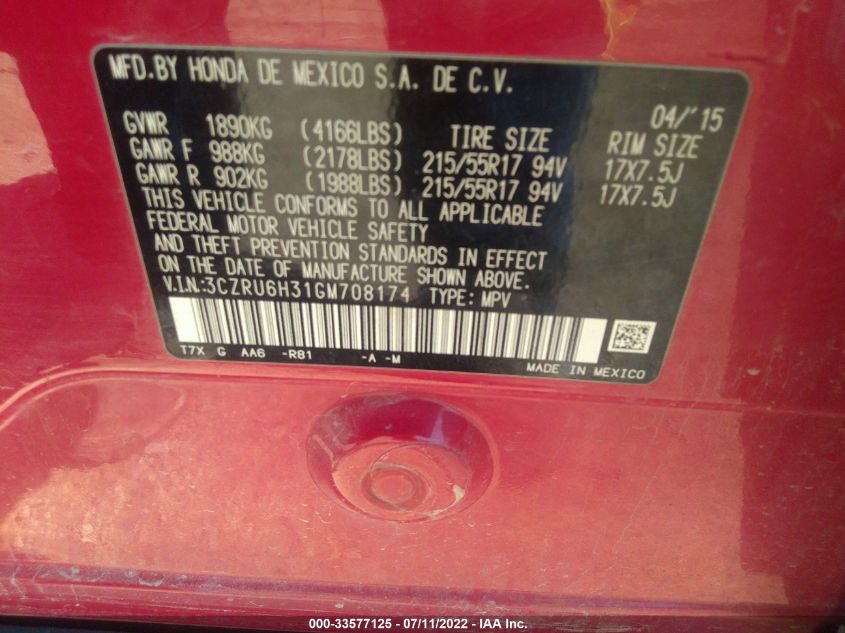 MFD.BY HONDA DE MEXICO S.A. DE C.V.
04/'15
GVWR 1890KG (4166LBS) TIRE SIZE RIM SIZE
GAWR F 988KG (2178LBS) 215/55R17 94V 17X7.5J
GAWR R 902KG (1988LBS) 215/55R17 94V 17X7.5J
THIS VEHICLE CONFORMS TO ALL APPLICABLE
FEDERAL MOTOR VEHICLE SAFETY
AND THEFT PREVENTION STANDARDS IN EFFECT
ON THE DATE OF MANUFACTURE SHOWN ABOVE.
V.I.N.:3CZRU6H31GM708174 TYPE: MPV
T7X G AA6 -R81 -A -M
MADE IN MEXICO
000-33577125 - 07/11/2022 - IAA Inc.